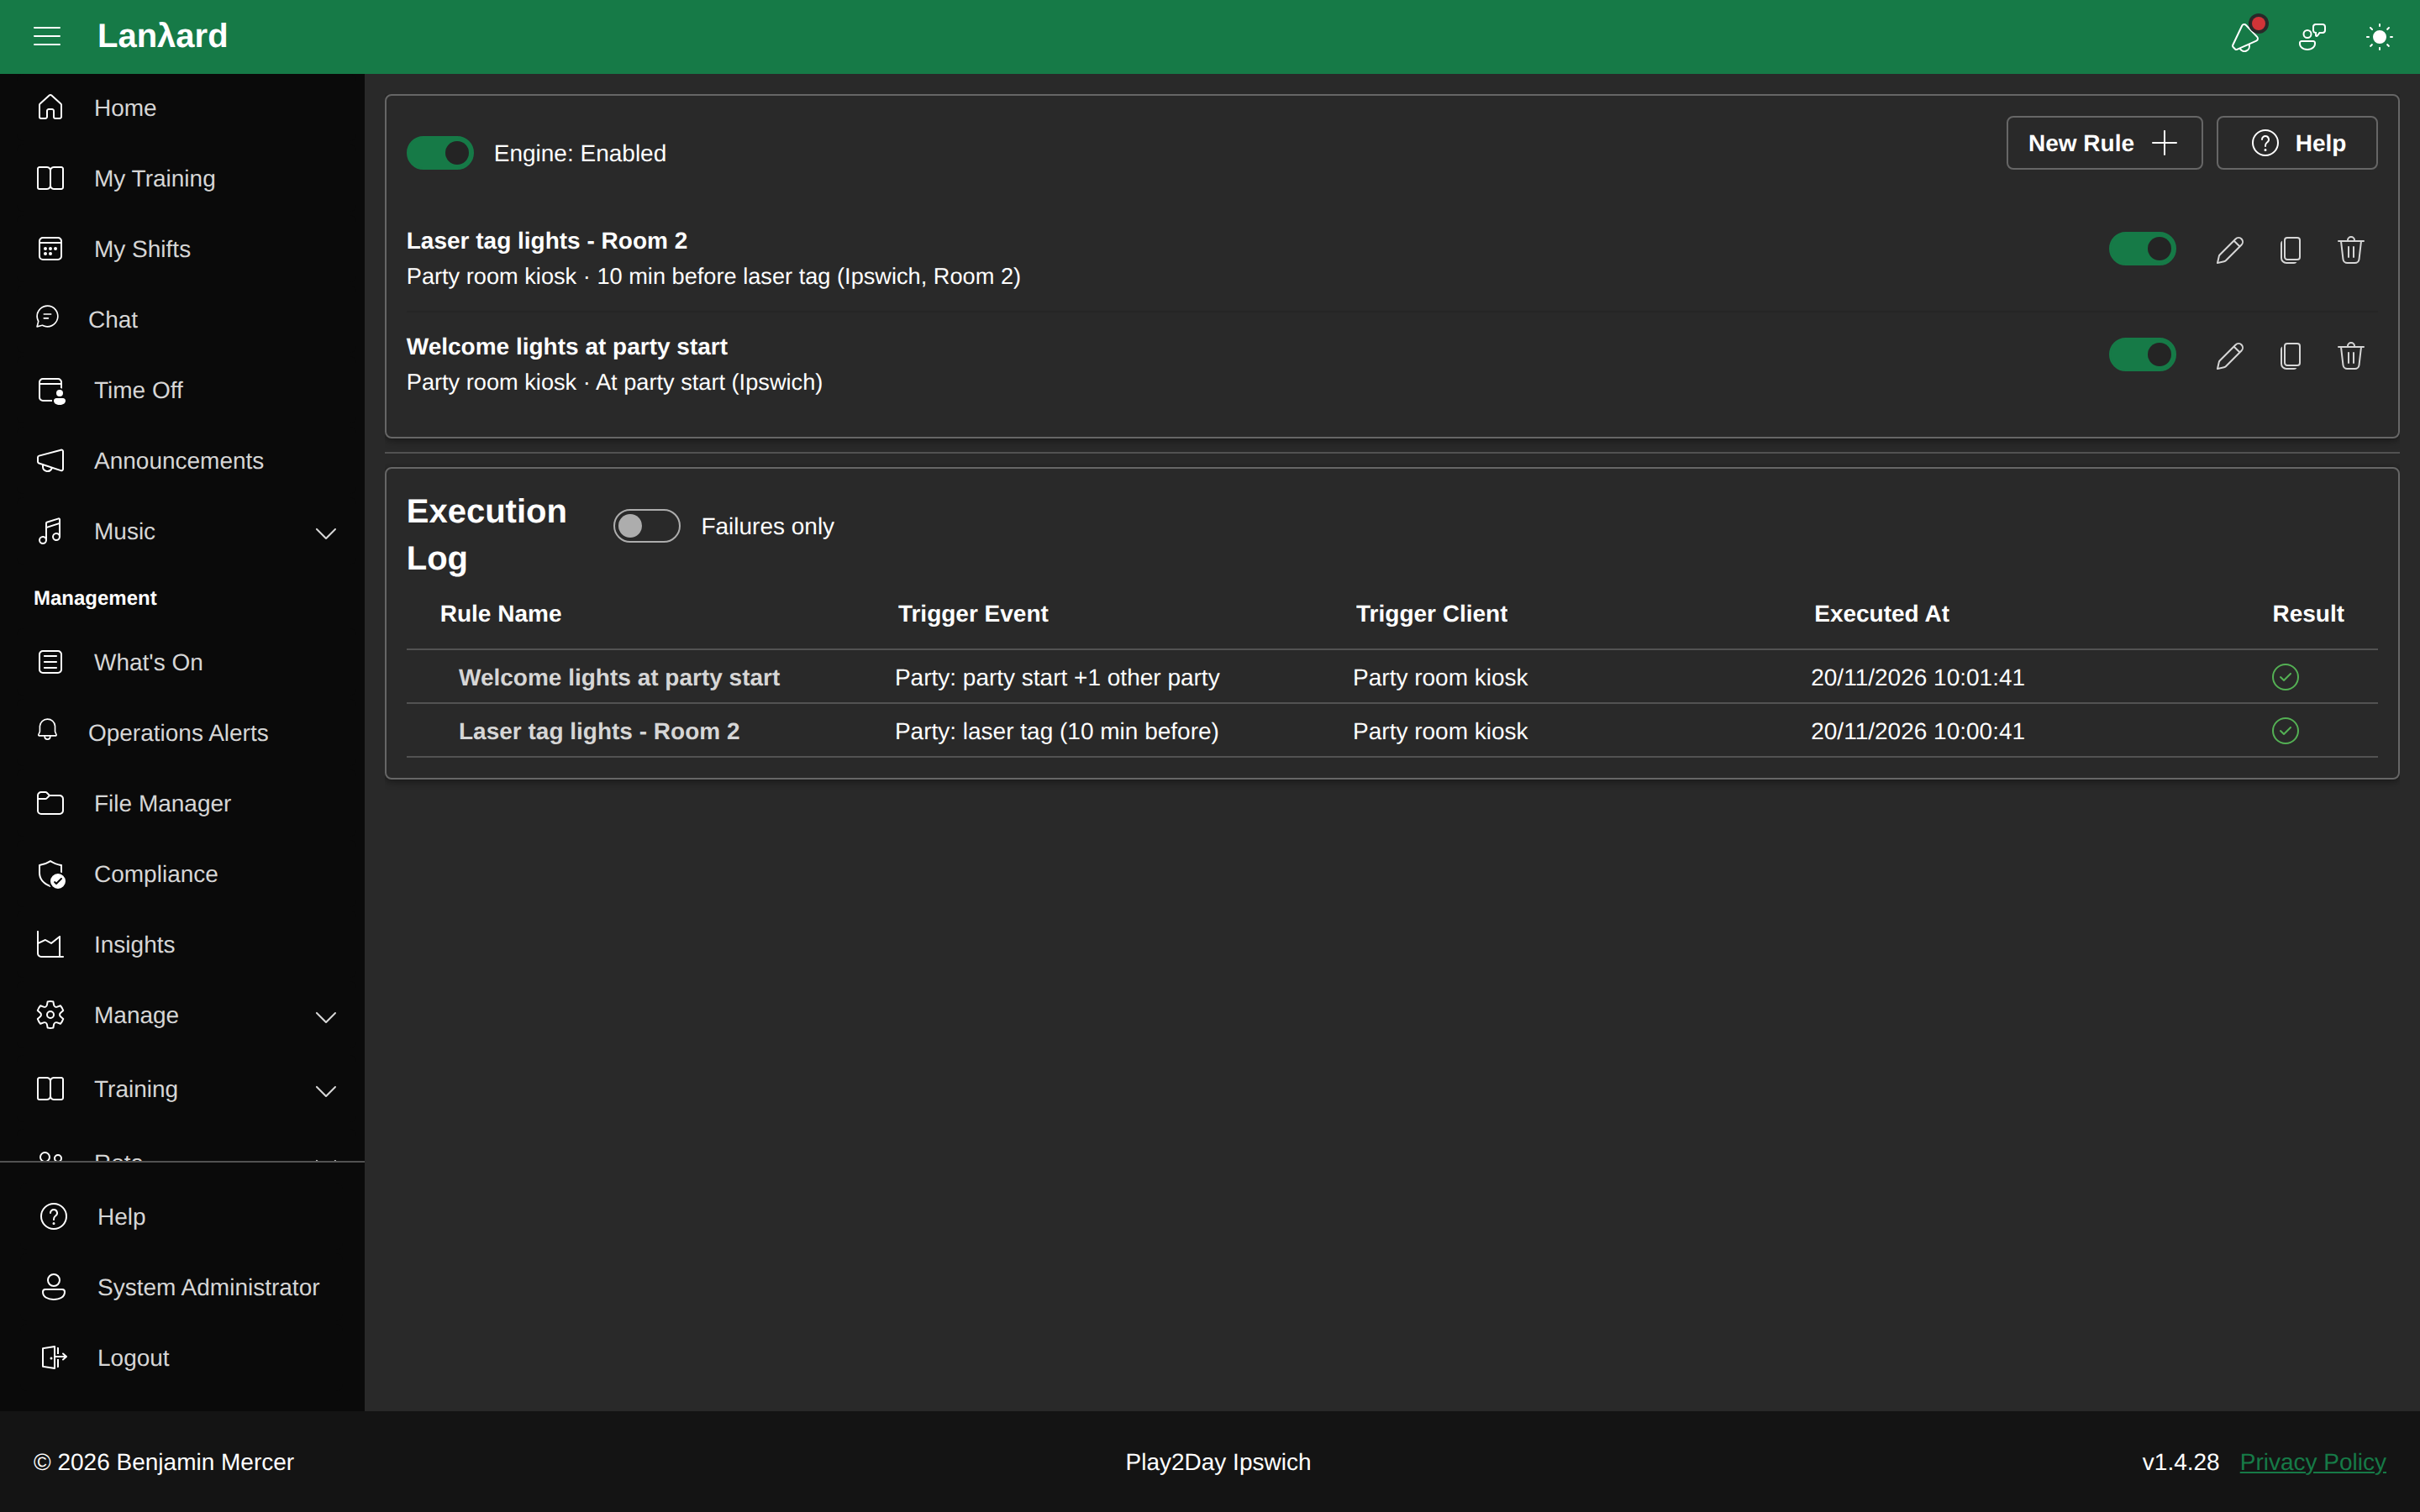 Lanλard
Home
My Training
My Shifts
Chat
Time Off
Announcements
Music
Management
What's On
Operations Alerts
File Manager
Compliance
Insights
Manage
Training
Help
System Administrator
Logout
Engine: Enabled
New Rule
Help
Laser tag lights - Room 2
Party room kiosk · 10 min before laser tag (Ipswich, Room 2)
Welcome lights at party start
Party room kiosk · At party start (Ipswich)
Execution
Log
Failures only
Rule Name Trigger Event Trigger Client Executed At Result
Welcome lights at party start Party: party start +1 other party Party room kiosk 20/11/2026 10:01:41
Laser tag lights - Room 2 Party: laser tag (10 min before) Party room kiosk 20/11/2026 10:00:41
© 2026 Benjamin Mercer
Play2Day Ipswich
v1.4.28 Privacy Policy